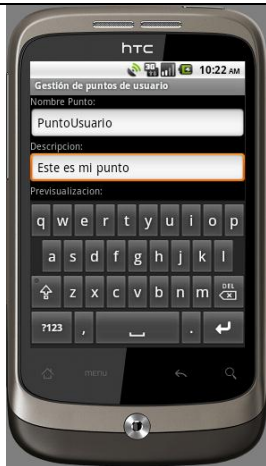 hTC
3G
10:22 AM
Gestión de puntos de usuario
Nombre Punto:
PuntoUsuario
Descripcion:
Este es mi punto
Previsualizacion:
q w e r t y u i o p
a s d f g h j k l
z x c v b n m DEL
?123 , .
MENU